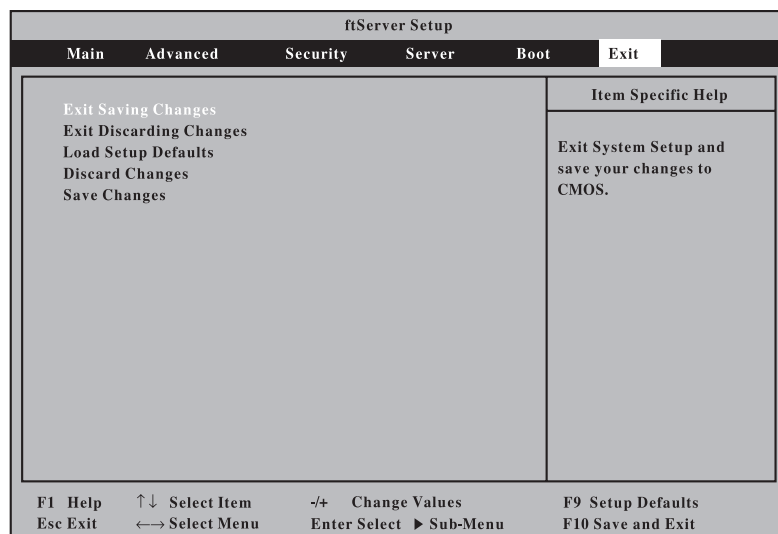 ftServer Setup
Main Advanced Security Server Boot Exit
Exit Saving Changes
Exit Discarding Changes
Load Setup Defaults
Discard Changes
Save Changes
Item Specific Help
Exit System Setup and
save your changes to
CMOS.
F1 Help ↑↓ Select Item -/+ Change Values F9 Setup Defaults
Esc Exit ←→ Select Menu Enter Select ▶ Sub-Menu F10 Save and Exit